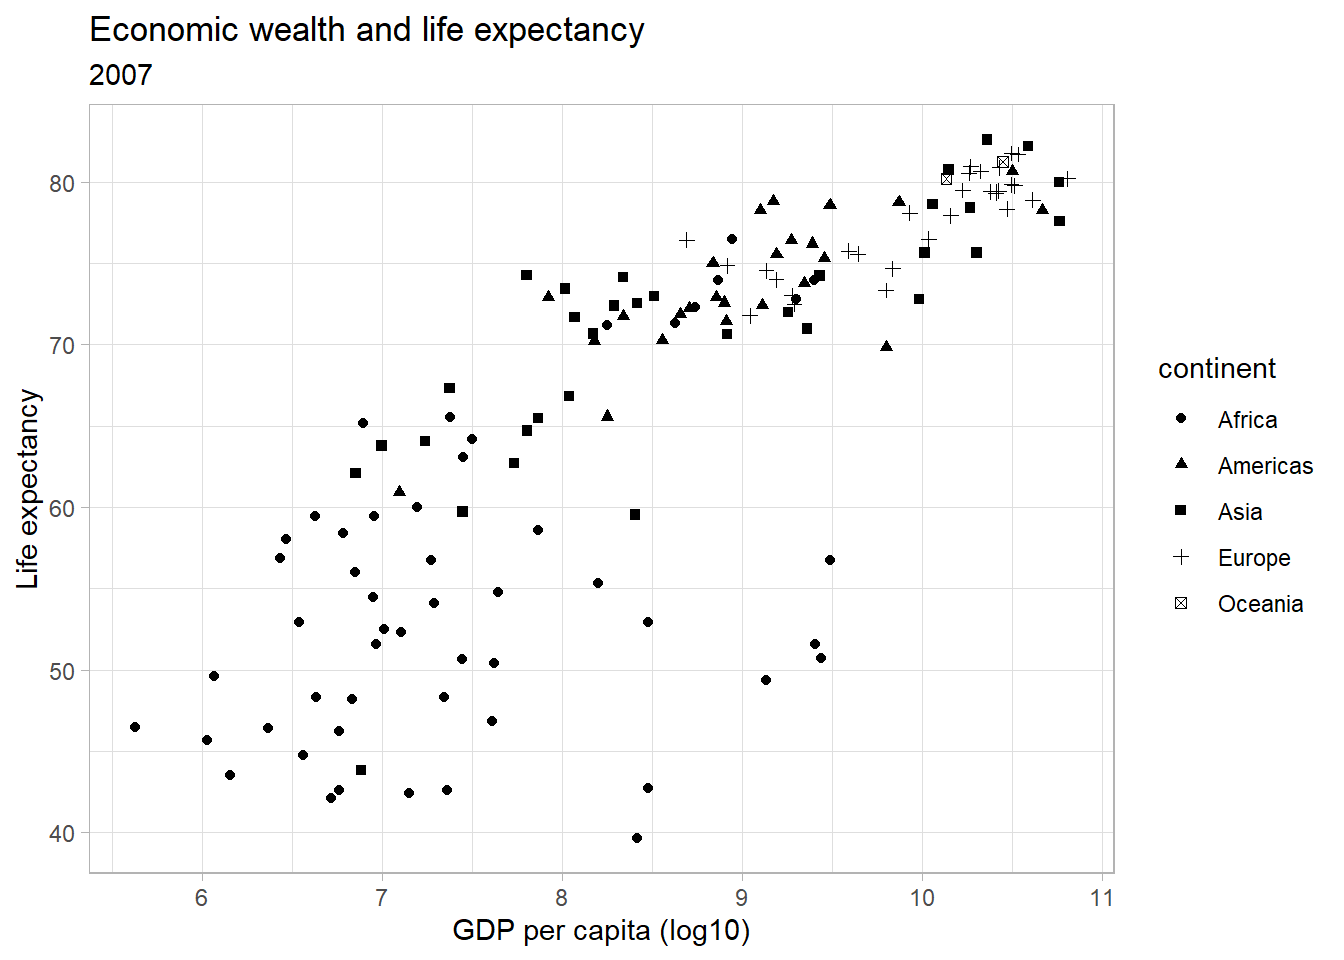 Economic wealth and life expectancy
2007
80
70
60
50
40
Life expectancy
6 7 8 9 10 11
GDP per capita (log10)
continent
Africa
Americas
Asia
Europe
Oceania